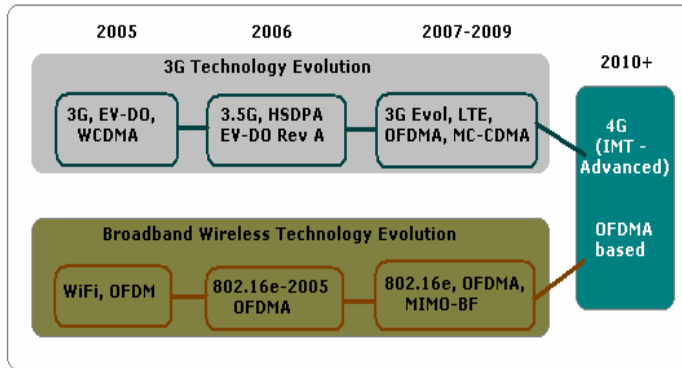 2005 2006 2007-2009
2010+
3G Technology Evolution
3G, EV-DO,
WCDMA
3.5G, HSDPA
EV-DO Rev A
3G Evol, LTE,
OFDMA, MC-CDMA
Broadband Wireless Technology Evolution
WiFi, OFDM
802.16e-2005
OFDMA
802.16e, OFDMA,
MIMO-BF
4G
(IMT -
Advanced)
OFDMA
based